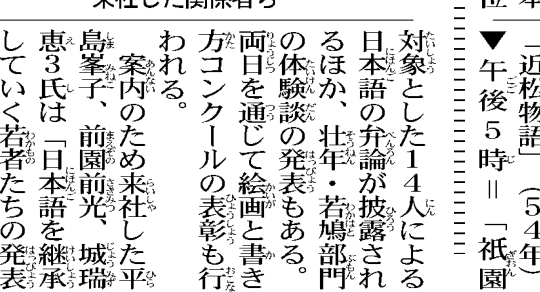 本
位
「近松物語」（54年）
▼午後5時＝「祇園
来社した関係者ら
対象とした14人による
日本語の弁論が披露され
るほか、壮年・若鳩部門
の体験談の発表もある。
両日を通じて絵画と書き
方コンクールの表彰も行
われる。
案内のため来社した平
島峯子、前園前光、城瑞
恵3氏は「日本語を継承
していく若者たちの発表